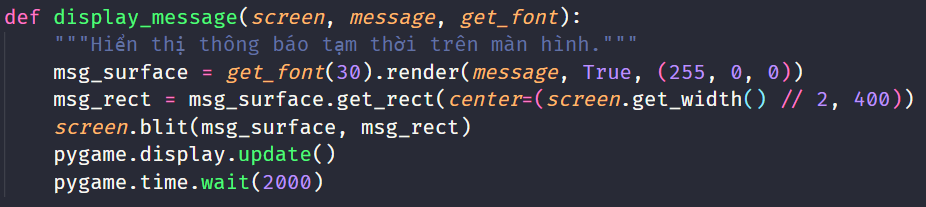 def display_message(screen, message, get_font):
    """Hiển thị thông báo tạm thời trên màn hình."""
    msg_surface = get_font(30).render(message, True, (255, 0, 0))
    msg_rect = msg_surface.get_rect(center=(screen.get_width() // 2, 400))
    screen.blit(msg_surface, msg_rect)
    pygame.display.update()
    pygame.time.wait(2000)